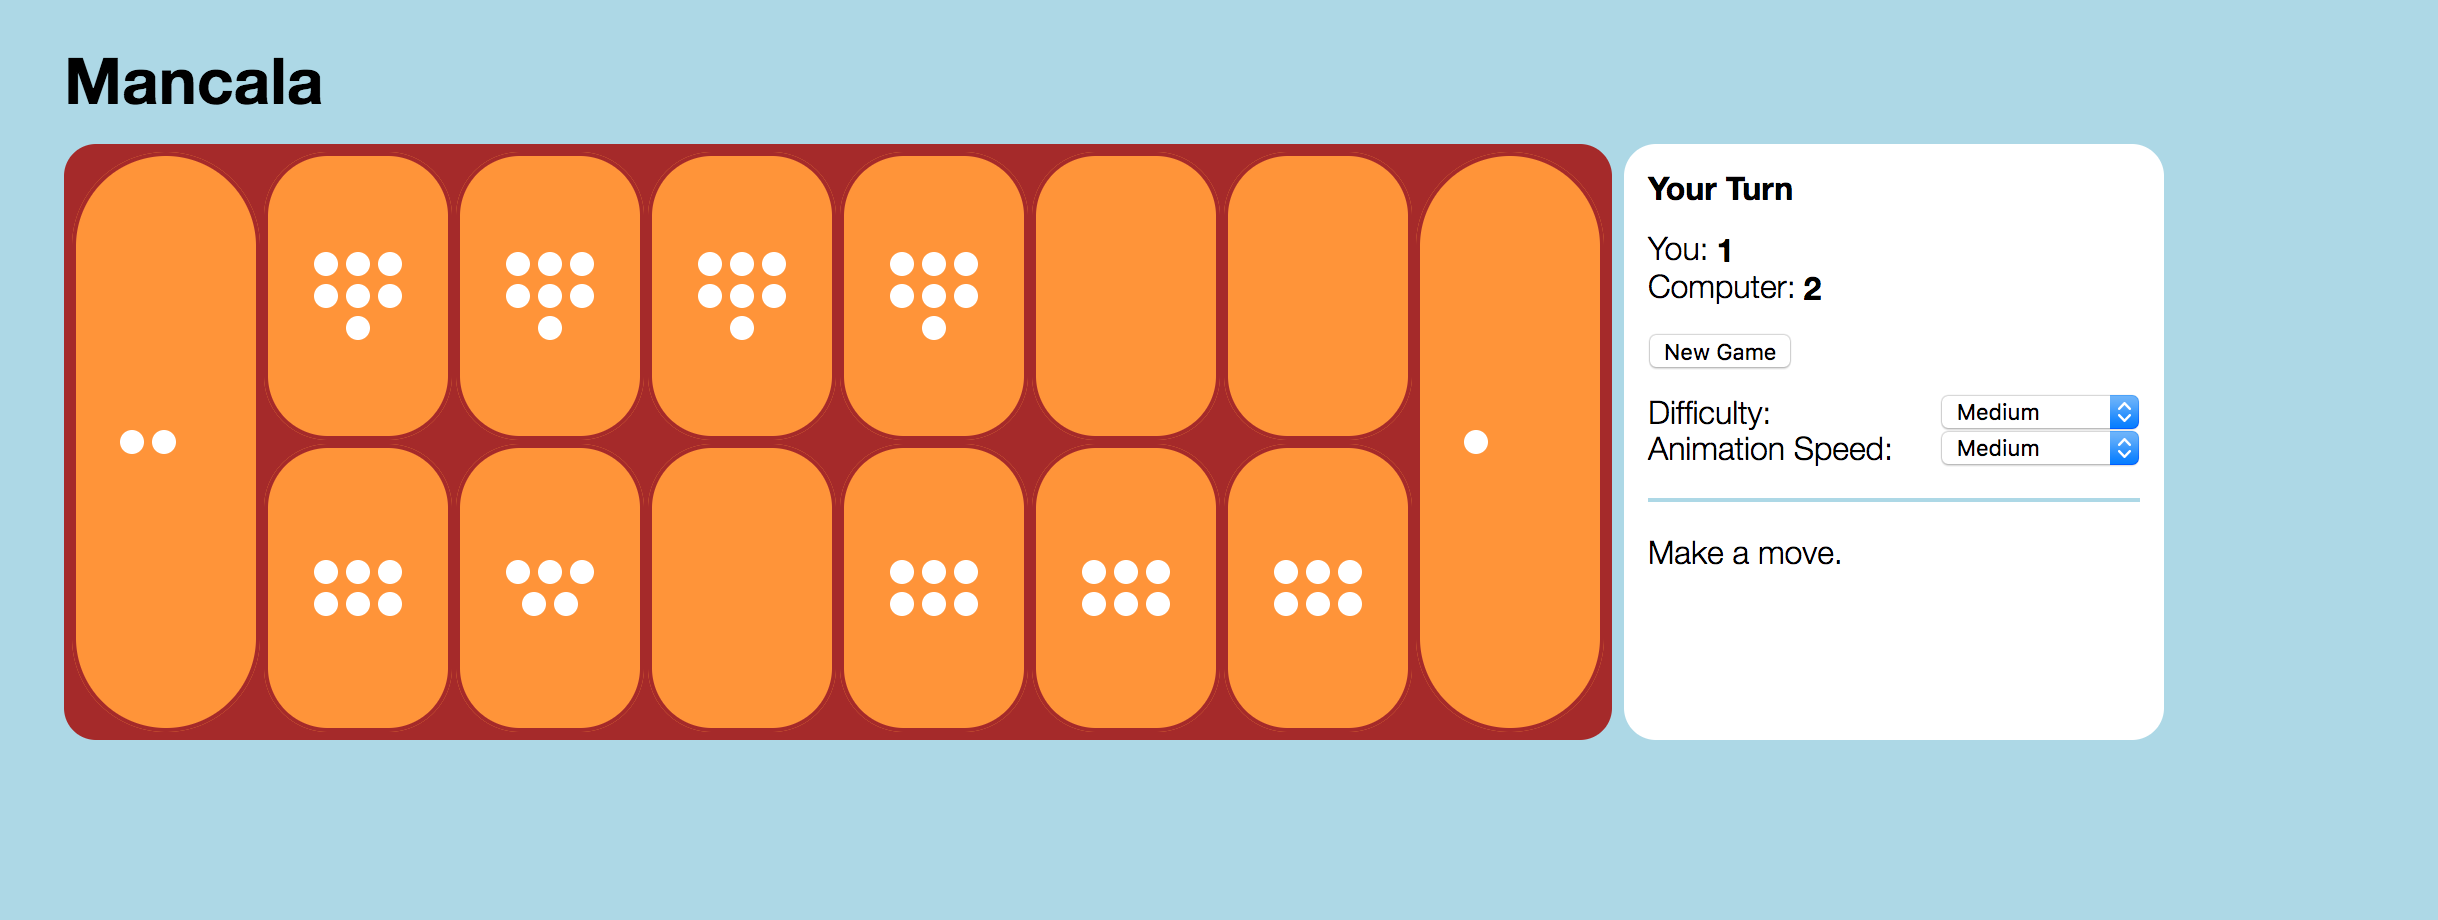 Mancala
Your Turn
You: 1
Computer: 2
New Game
Difficulty: Medium
Animation Speed: Medium
Make a move.